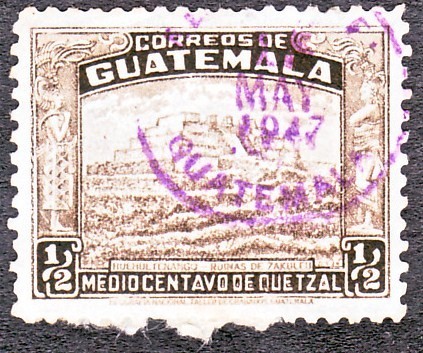 CORREOS DE
GUATEMALA
MAY
1947
GUATEMALA
1/2
1/2
HUEHUETENANGO RUINAS DE ZAKULEU
MEDIO CENTAVO DE QUETZAL